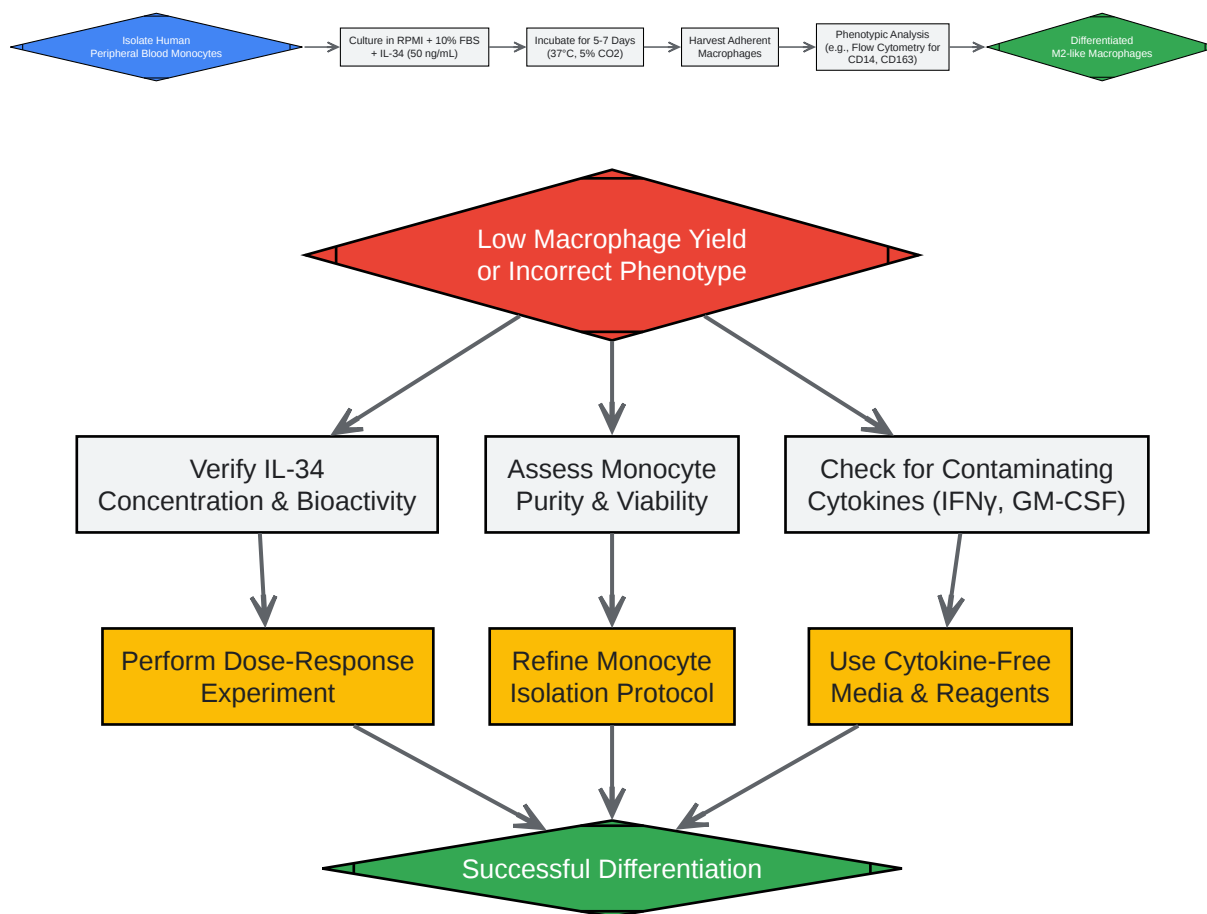 Isolate Human
Peripheral Blood Monocytes
Culture in RPMI + 10% FBS
+ IL-34 (50 ng/mL)
Incubate for 5-7 Days
(37°C, 5% CO2)
Harvest Adherent
Macrophages
Phenotypic Analysis
(e.g., Flow Cytometry for
CD14, CD163)
Differentiated
M2-like Macrophages
Low Macrophage Yield
or Incorrect Phenotype
Verify IL-34
Concentration & Bioactivity
Assess Monocyte
Purity & Viability
Check for Contaminating
Cytokines (IFNγ, GM-CSF)
Perform Dose-Response
Experiment
Refine Monocyte
Isolation Protocol
Use Cytokine-Free
Media & Reagents
Successful Differentiation